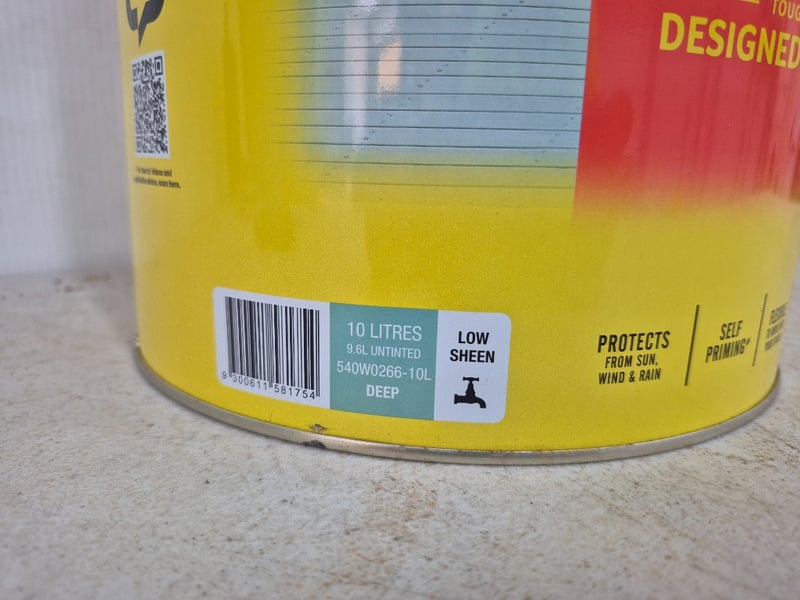 TOUG
DESIGNED
10 LITRES
9.6L UNTINTED
540W0266-10L
DEEP
LOW
SHEEN
9 300611 581754
PROTECTS
FROM SUN,
WIND & RAIN
SELF
PRIMING#